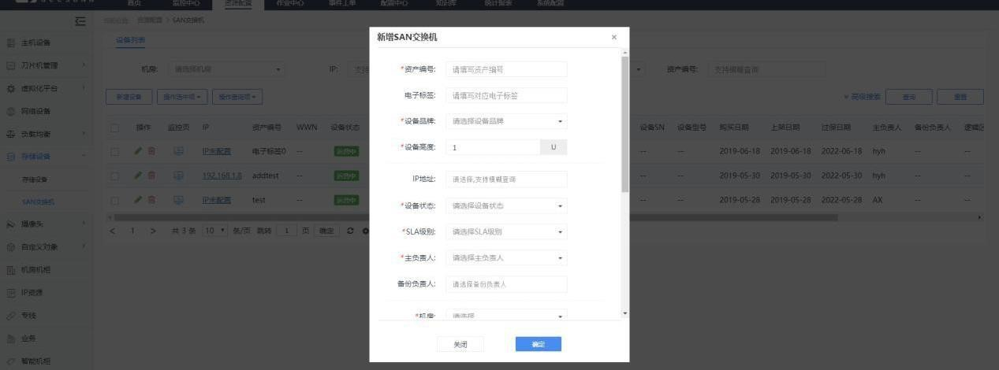 首页 监控中心 资源配置 作业中心 事件工单 配置中心 知识库 统计报表 系统配置
当前位置: 资源配置 > SAN交换机
主机设备
刀片机管理
虚拟化平台
网络设备
负载均衡
存储设备
存储设备
SAN交换机
摄像头
自定义对象
机房机柜
IP资源
专线
业务
智能机柜
设备列表
机房: 请选择机房 IP: 支持 资产编号: 支持模糊查询
新增设备 操作选中项 操作查询项 高级搜索 查询 重置
操作 监控页 IP 资产编号 WWN 设备状态 设备SN 设备型号 购买日期 上架日期 过保日期 主负责人 备份负责人 逻辑区
IP未配置 电子标签0 -- 运营中 -- -- 2019-06-18 2019-06-18 2022-06-18 hyh -- --
192.168.1.8 addtest -- 运营中 -- -- 2019-05-30 2019-05-30 2022-05-30 hyh -- --
IP未配置 test -- 运营中 -- -- 2019-05-28 2019-05-28 2022-05-28 AX -- --
< 1 > 共 3 条 10 条/页 跳转 1 页 确定
新增SAN交换机 ×
*资产编号: 请填写资产编号
电子标签: 请填写对应电子标签
*设备品牌: 请选择设备品牌
*设备高度: 1 U
IP地址: 请选择,支持模糊查询
*设备状态: 请选择设备状态
*SLA级别: 请选择SLA级别
*主负责人: 请选择主负责人
备份负责人: 请选择备份负责人
*机房: 请选择
关闭 确定